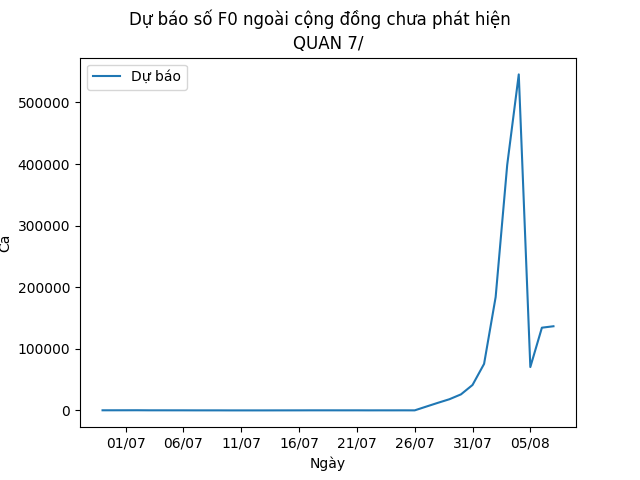 Dự báo số F0 ngoài cộng đồng chưa phát hiện
QUAN 7/
Dự báo
500000
400000
300000
200000
100000
0
Ca
01/07 06/07 11/07 16/07 21/07 26/07 31/07 05/08
Ngày